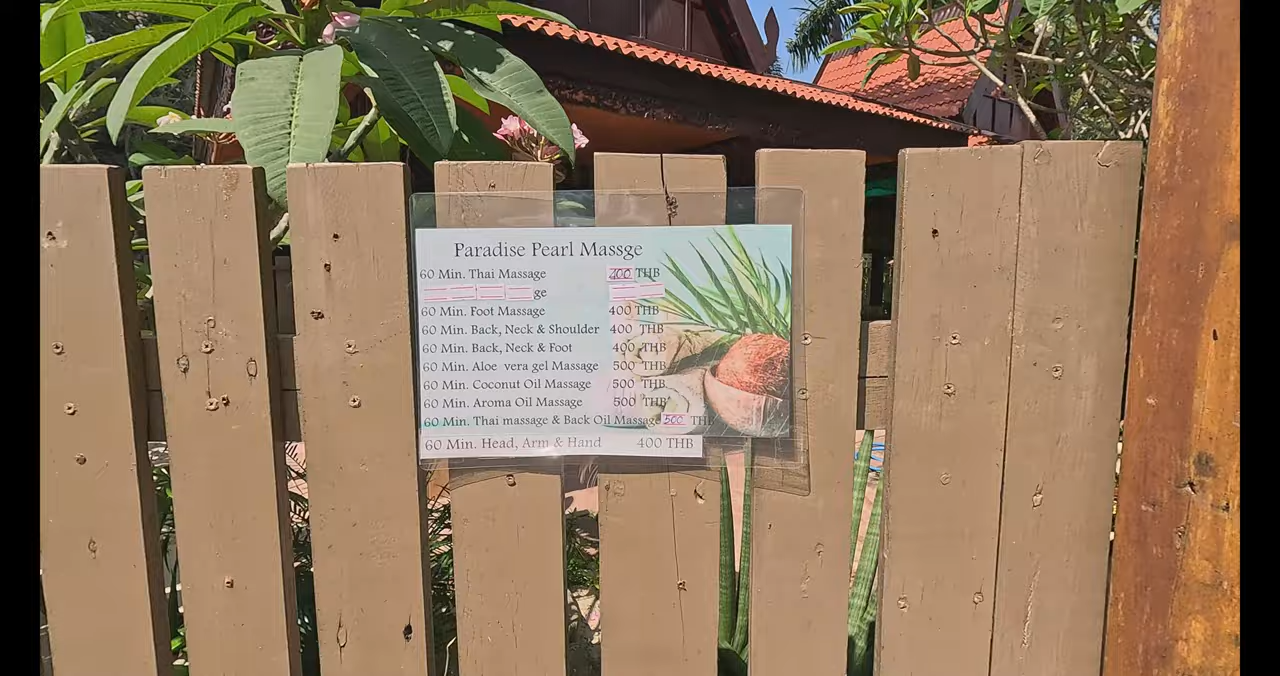 Paradise Pearl Massge
60 Min. Thai Massage 400 THB
ge
60 Min. Foot Massage 400 THB
60 Min. Back, Neck & Shoulder 400 THB
60 Min. Back, Neck & Foot 400 THB
60 Min. Aloe vera gel Massage 500 THB
60 Min. Coconut Oil Massage 500 THB
60 Min. Aroma Oil Massage 500 THB
60 Min. Thai massage & Back Oil Massage 500 THB
60 Min. Head, Arm & Hand 400 THB